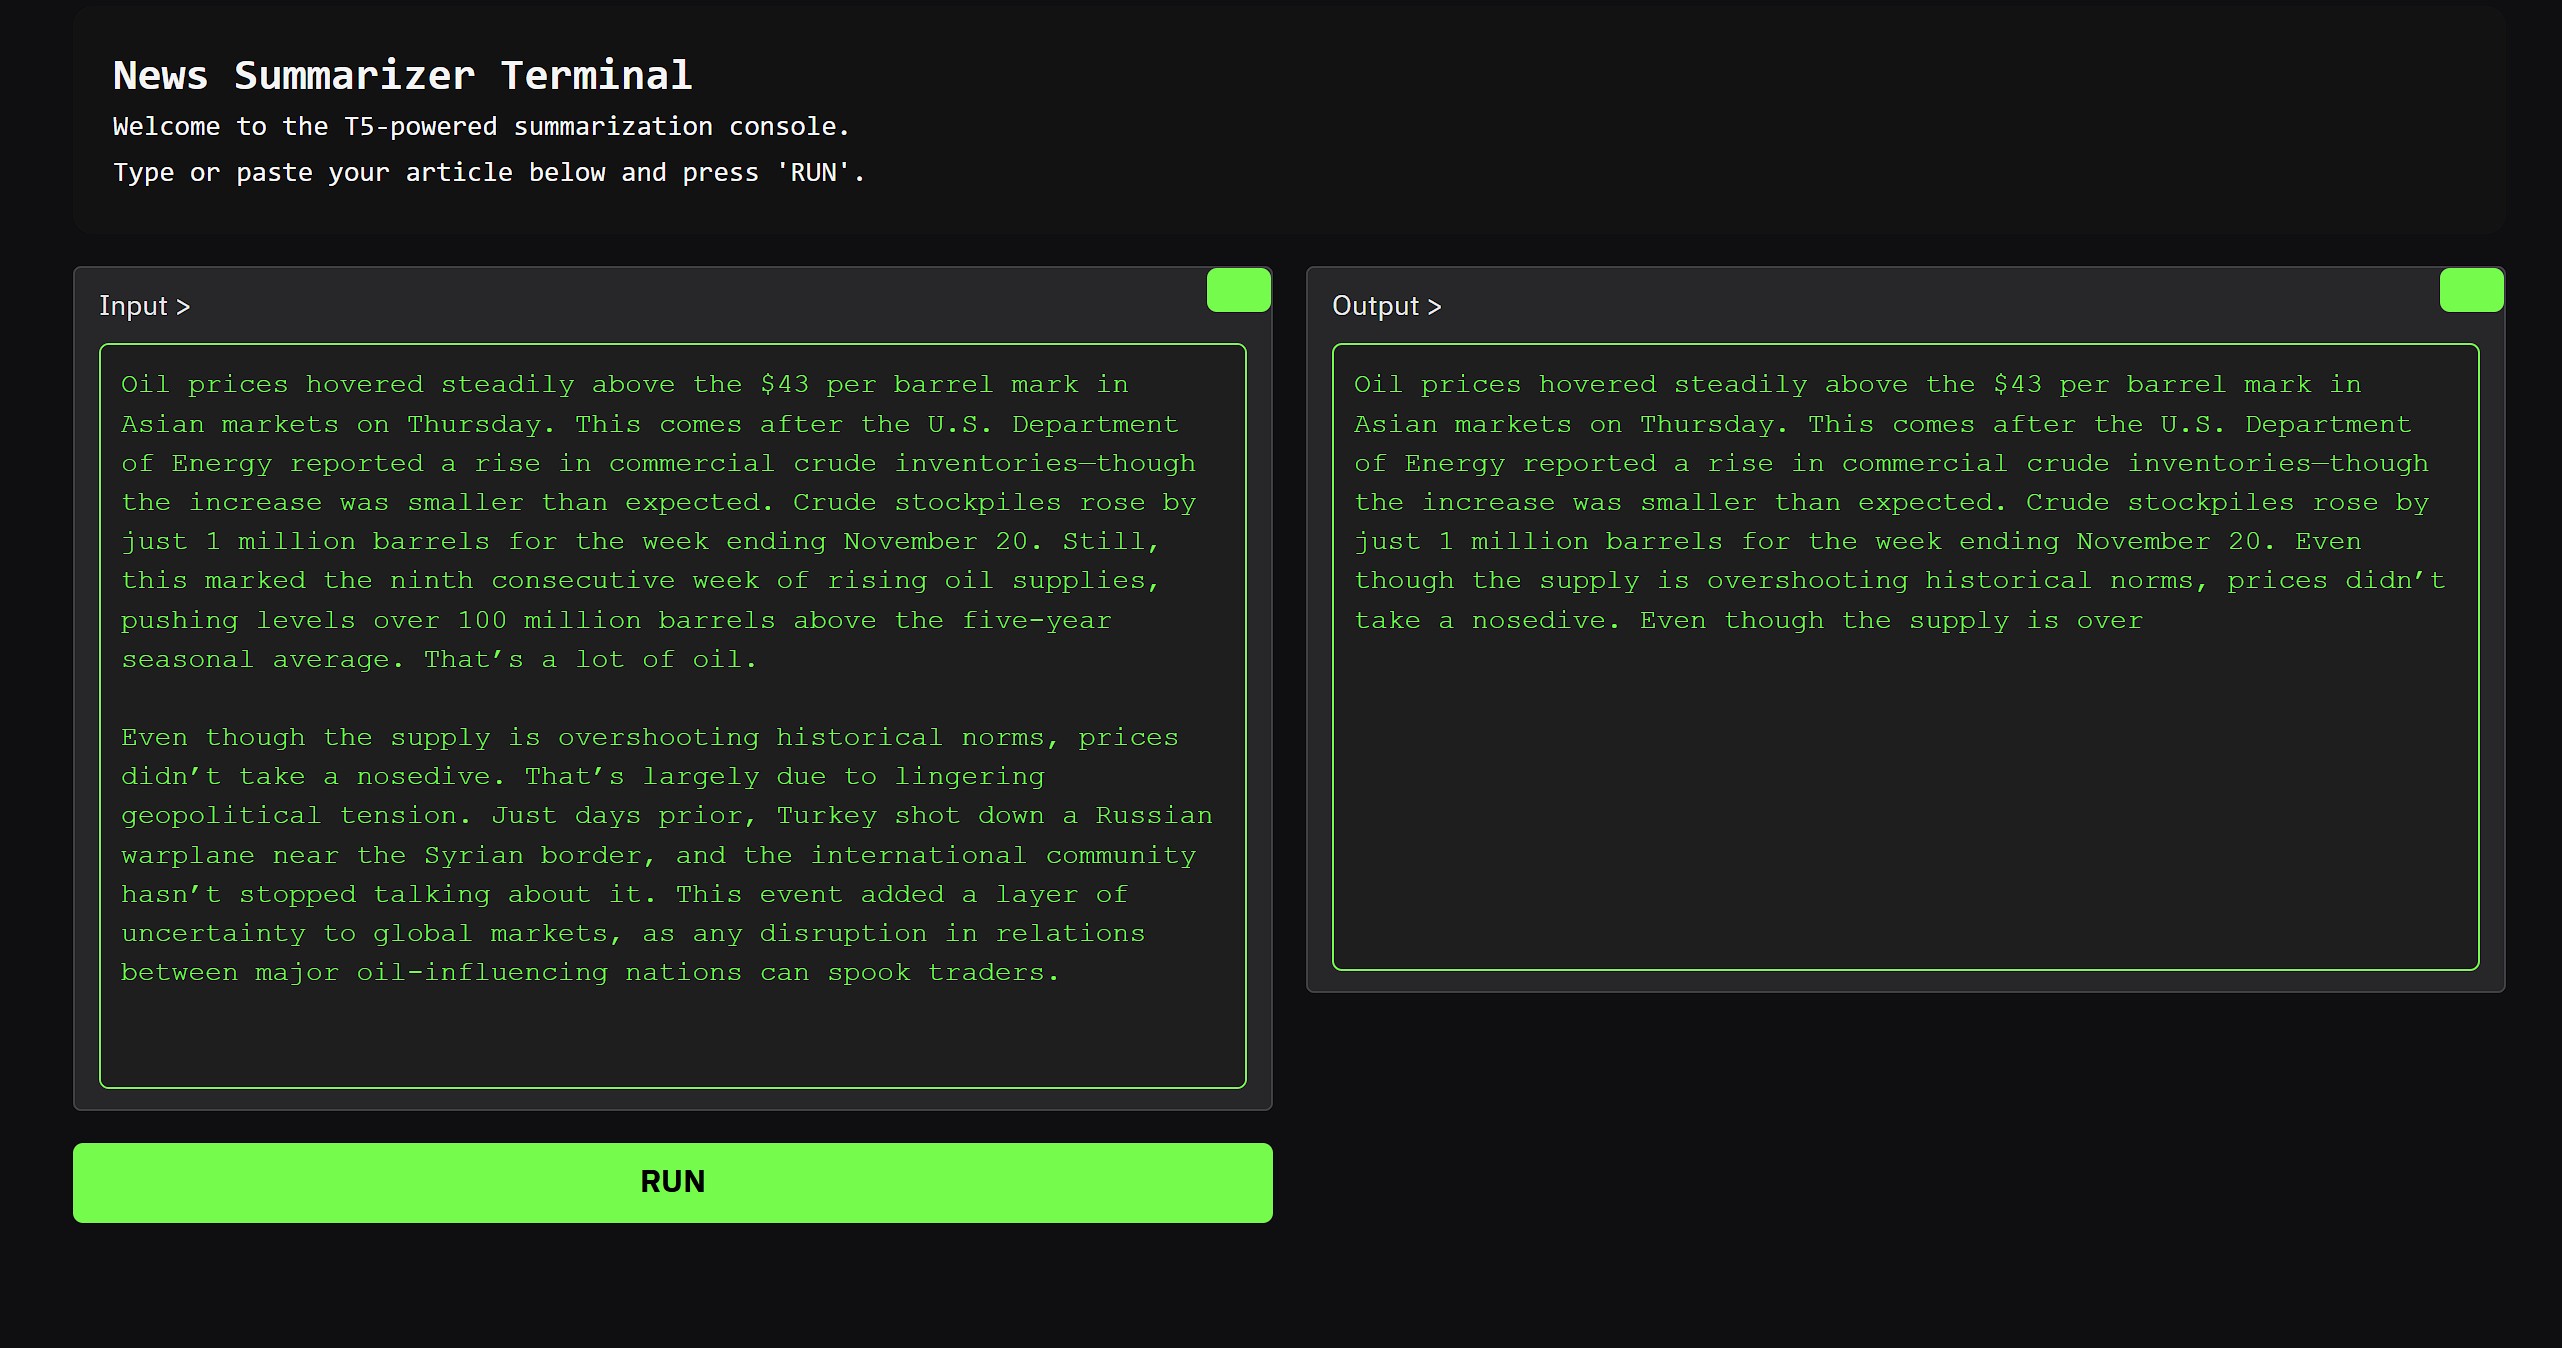 News Summarizer Terminal
Welcome to the T5-powered summarization console.
Type or paste your article below and press 'RUN'.
Input >
Oil prices hovered steadily above the $43 per barrel mark in
Asian markets on Thursday. This comes after the U.S. Department
of Energy reported a rise in commercial crude inventories—though
the increase was smaller than expected. Crude stockpiles rose by
just 1 million barrels for the week ending November 20. Still,
this marked the ninth consecutive week of rising oil supplies,
pushing levels over 100 million barrels above the five-year
seasonal average. That’s a lot of oil.
Even though the supply is overshooting historical norms, prices
didn’t take a nosedive. That’s largely due to lingering
geopolitical tension. Just days prior, Turkey shot down a Russian
warplane near the Syrian border, and the international community
hasn’t stopped talking about it. This event added a layer of
uncertainty to global markets, as any disruption in relations
between major oil-influencing nations can spook traders.
RUN
Output >
Oil prices hovered steadily above the $43 per barrel mark in
Asian markets on Thursday. This comes after the U.S. Department
of Energy reported a rise in commercial crude inventories—though
the increase was smaller than expected. Crude stockpiles rose by
just 1 million barrels for the week ending November 20. Even
though the supply is overshooting historical norms, prices didn’t
take a nosedive. Even though the supply is over